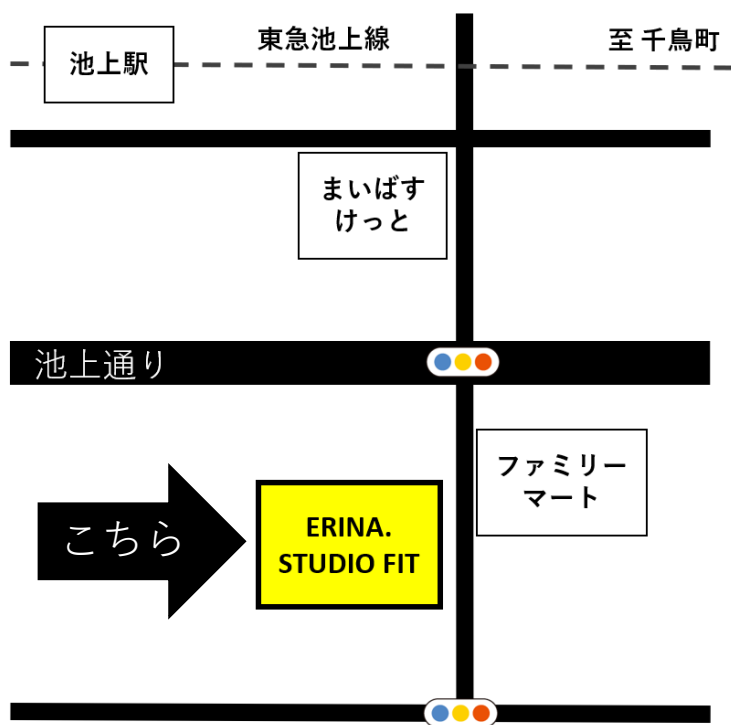 東急池上線
至 千鳥町
池上駅
まいばす
けっと
池上通り
ファミリー
マート
こちら
ERINA.
STUDIO FIT